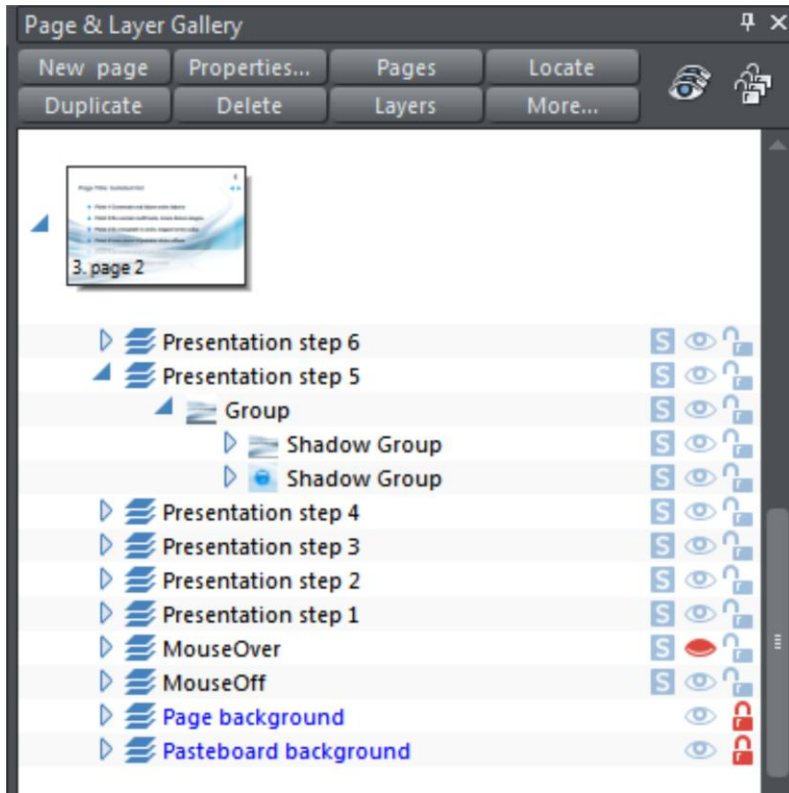 Page & Layer Gallery
New page Properties... Pages Locate
Duplicate Delete Layers More...
3. page 2
Presentation step 6 S
Presentation step 5 S
Group S
Shadow Group S
Shadow Group S
Presentation step 4 S
Presentation step 3 S
Presentation step 2 S
Presentation step 1 S
MouseOver S
MouseOff S
Page background
Pasteboard background